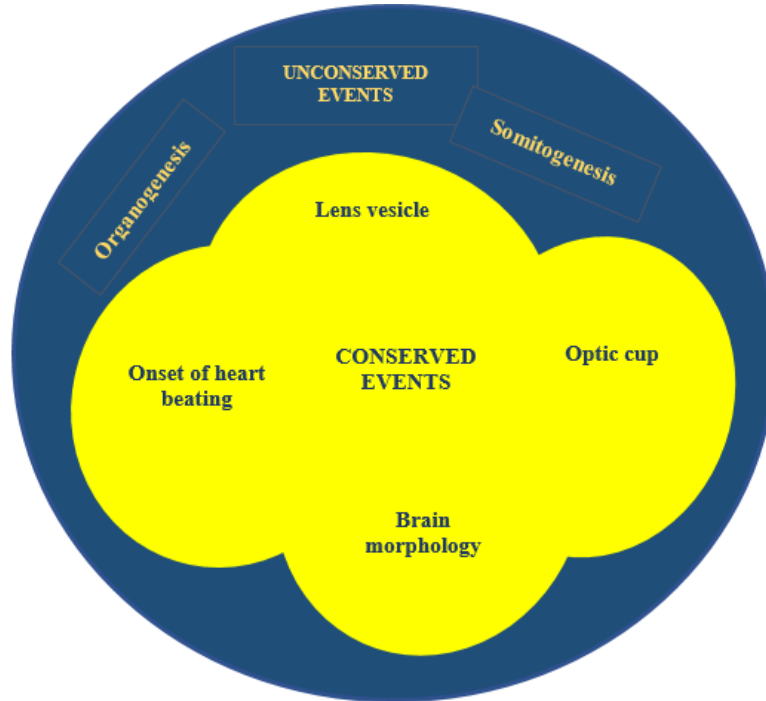 UNCONSERVED
EVENTS
Somitogenesis
Organogenesis
Lens vesicle
CONSERVED
EVENTS
Optic cup
Onset of heart
beating
Brain
morphology